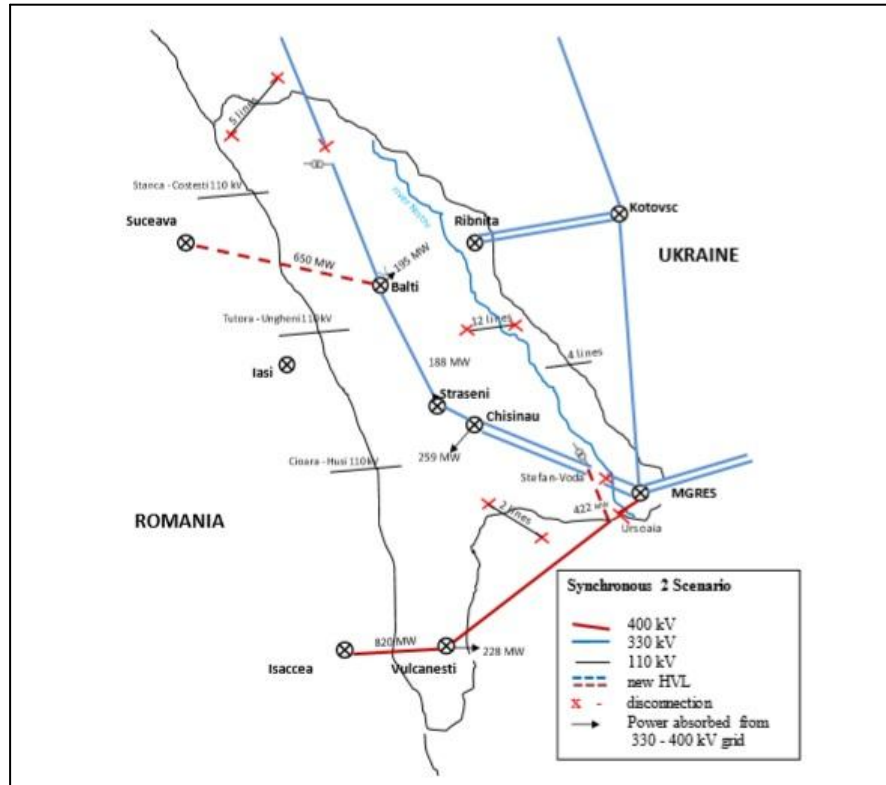 5 lines
Stanca - Costesti 110 kV
Suceava
650 MW
195 MW
Balti
river Nistru
Ribnita
Kotovsc
UKRAINE
Tutora - Ungheni 110 kV
Iasi
12 lines
4 lines
188 MW
Straseni
Chisinau
259 MW
Cioara - Husi 110 kV
Stefan-Voda
MGRES
422 MW
Ursoaia
ROMANIA
2 lines
820 MW
Isaccea
Vulcanesti
228 MW
Synchronous 2 Scenario
400 kV
330 kV
110 kV
new HVL
x - disconnection
Power absorbed from
330 - 400 kV grid